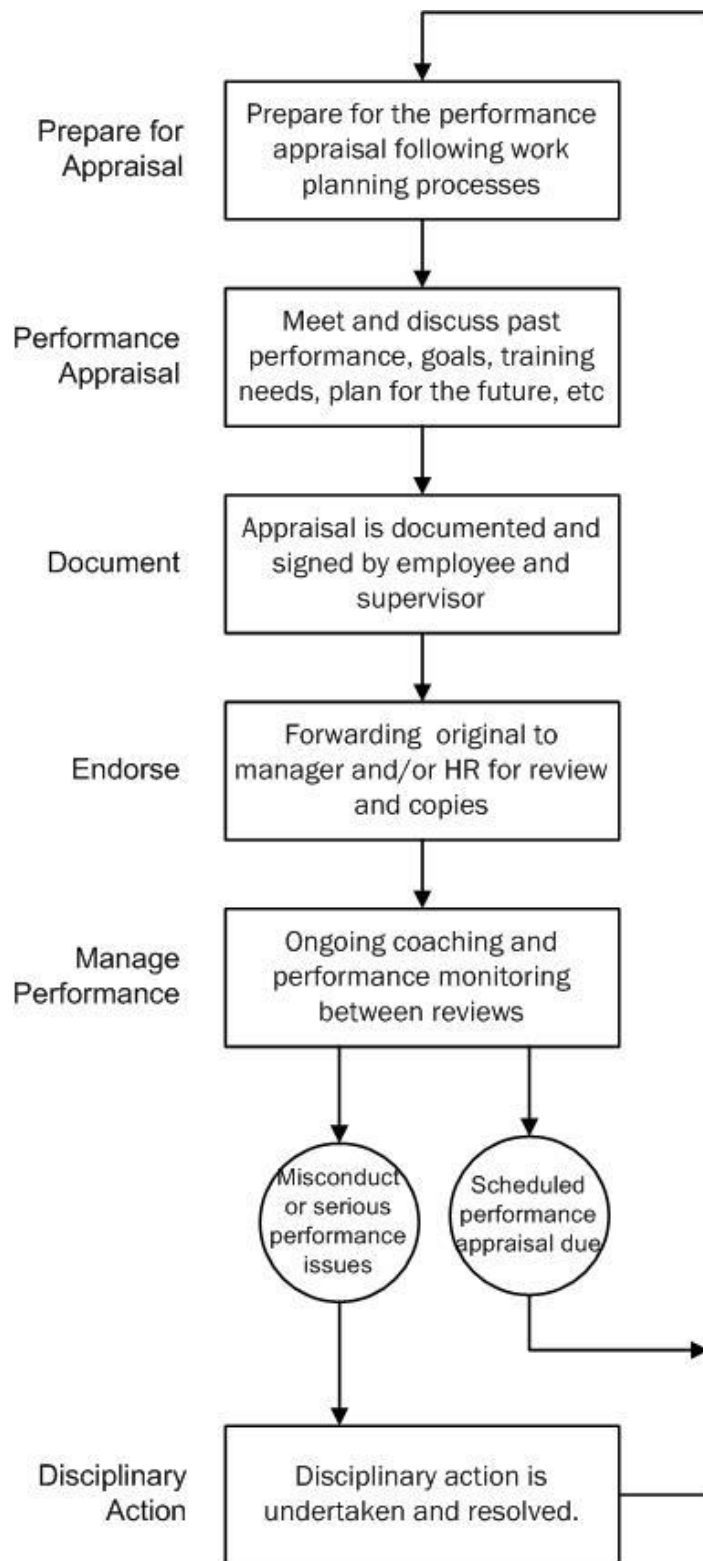 Prepare for
Appraisal
Prepare for the performance
appraisal following work
planning processes
Performance
Appraisal
Meet and discuss past
performance, goals, training
needs, plan for the future, etc
Document
Appraisal is documented and
signed by employee and
supervisor
Endorse
Forwarding original to
manager and/or HR for review
and copies
Manage
Performance
Ongoing coaching and
performance monitoring
between reviews
Misconduct
or serious
performance
issues
Scheduled
performance
appraisal due
Disciplinary
Action
Disciplinary action is
undertaken and resolved.